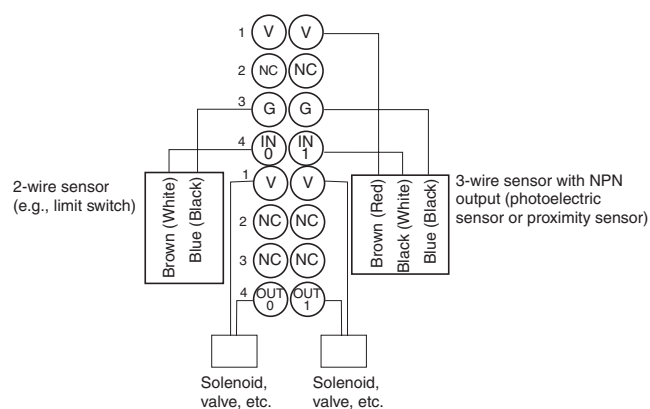 1 V V
2 NC NC
3 G G
4 IN 0 IN 1
1 V V
2 NC NC
3 NC NC
4 OUT 0 OUT 1
2-wire sensor
(e.g., limit switch)
Brown (White)
Blue (Black)
Brown (Red)
Black (White)
Blue (Black)
3-wire sensor with NPN
output (photoelectric
sensor or proximity sensor)
Solenoid,
valve, etc.
Solenoid,
valve, etc.